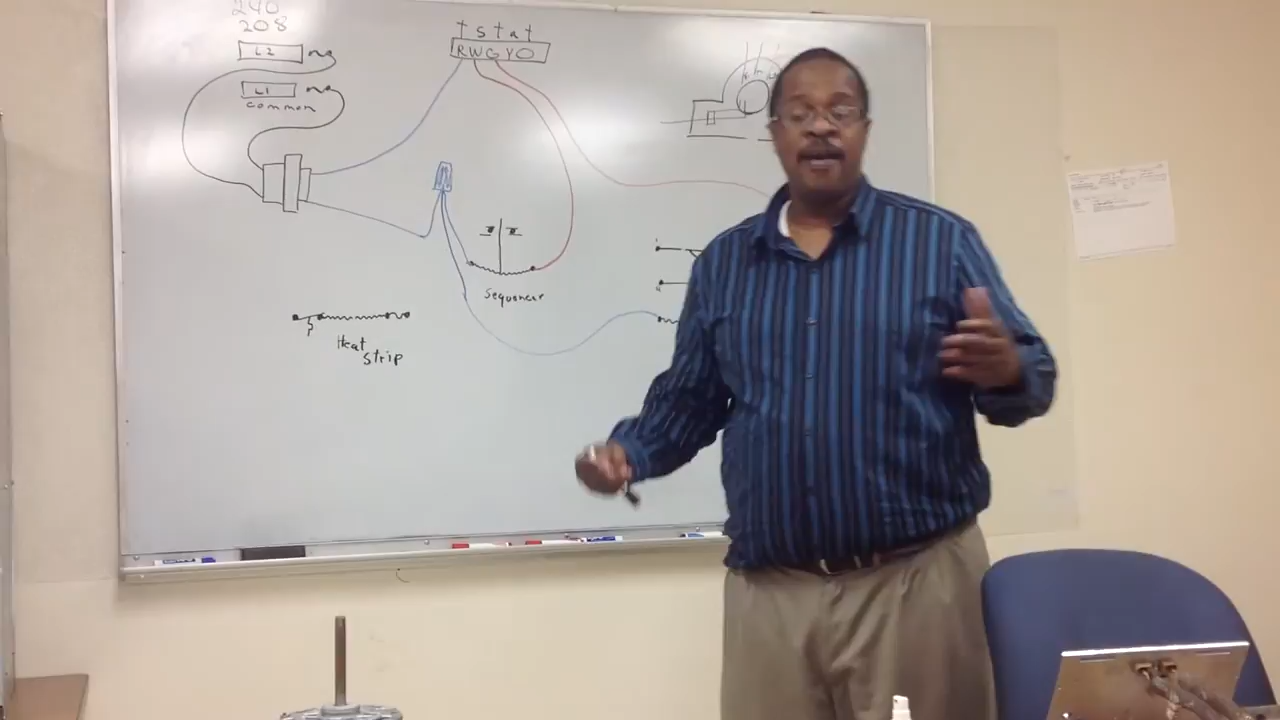 240
208
L2
L1
common
tstat
RWGYO
Sequencer
Heat
Strip